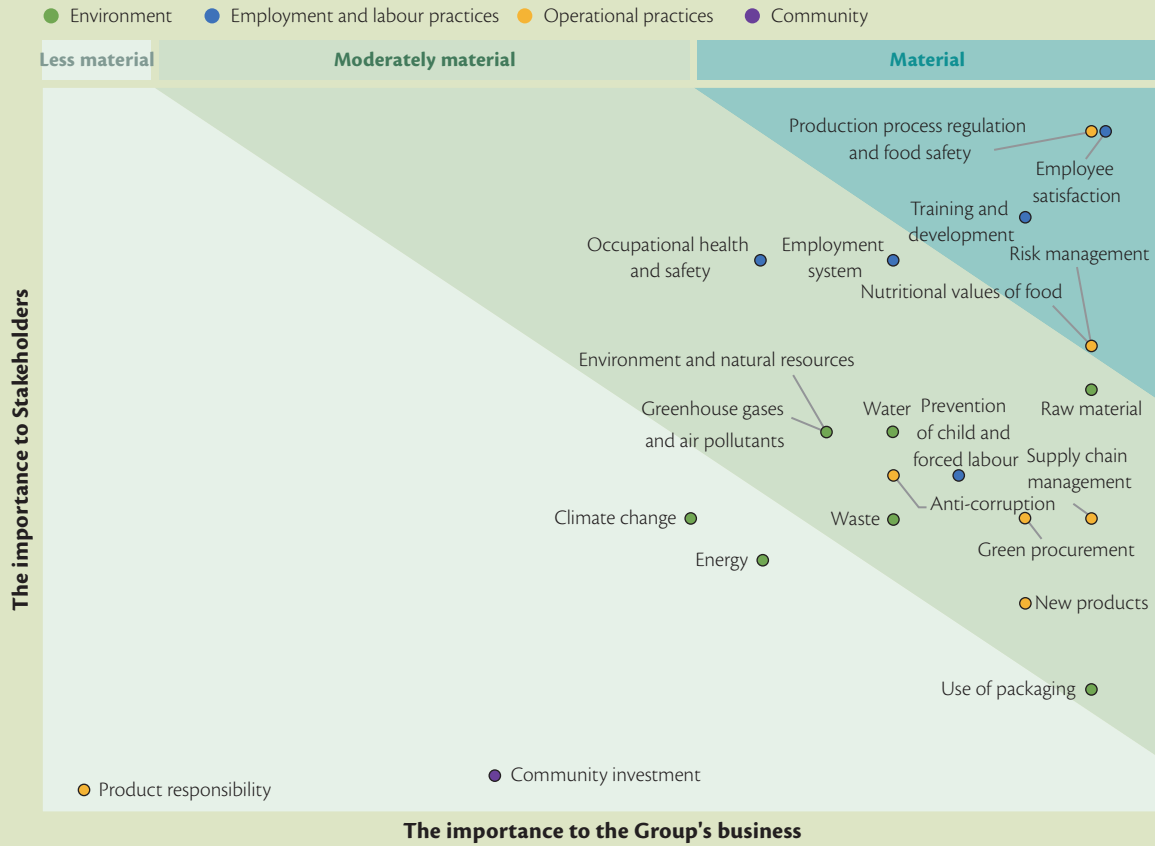 Environment
Employment and labour practices
Operational practices
Community
Less material
Moderately material
Material
Production process regulation
and food safety
Employee
satisfaction
Training and
development
Risk management
Occupational health
and safety
Employment
system
Nutritional values of food
Environment and natural resources
Greenhouse gases
and air pollutants
Water
Prevention
of child and
forced labour
Raw material
Supply chain
management
Anti-corruption
Climate change
Waste
Green procurement
Energy
New products
Use of packaging
Community investment
Product responsibility
The importance to Stakeholders
The importance to the Group's business